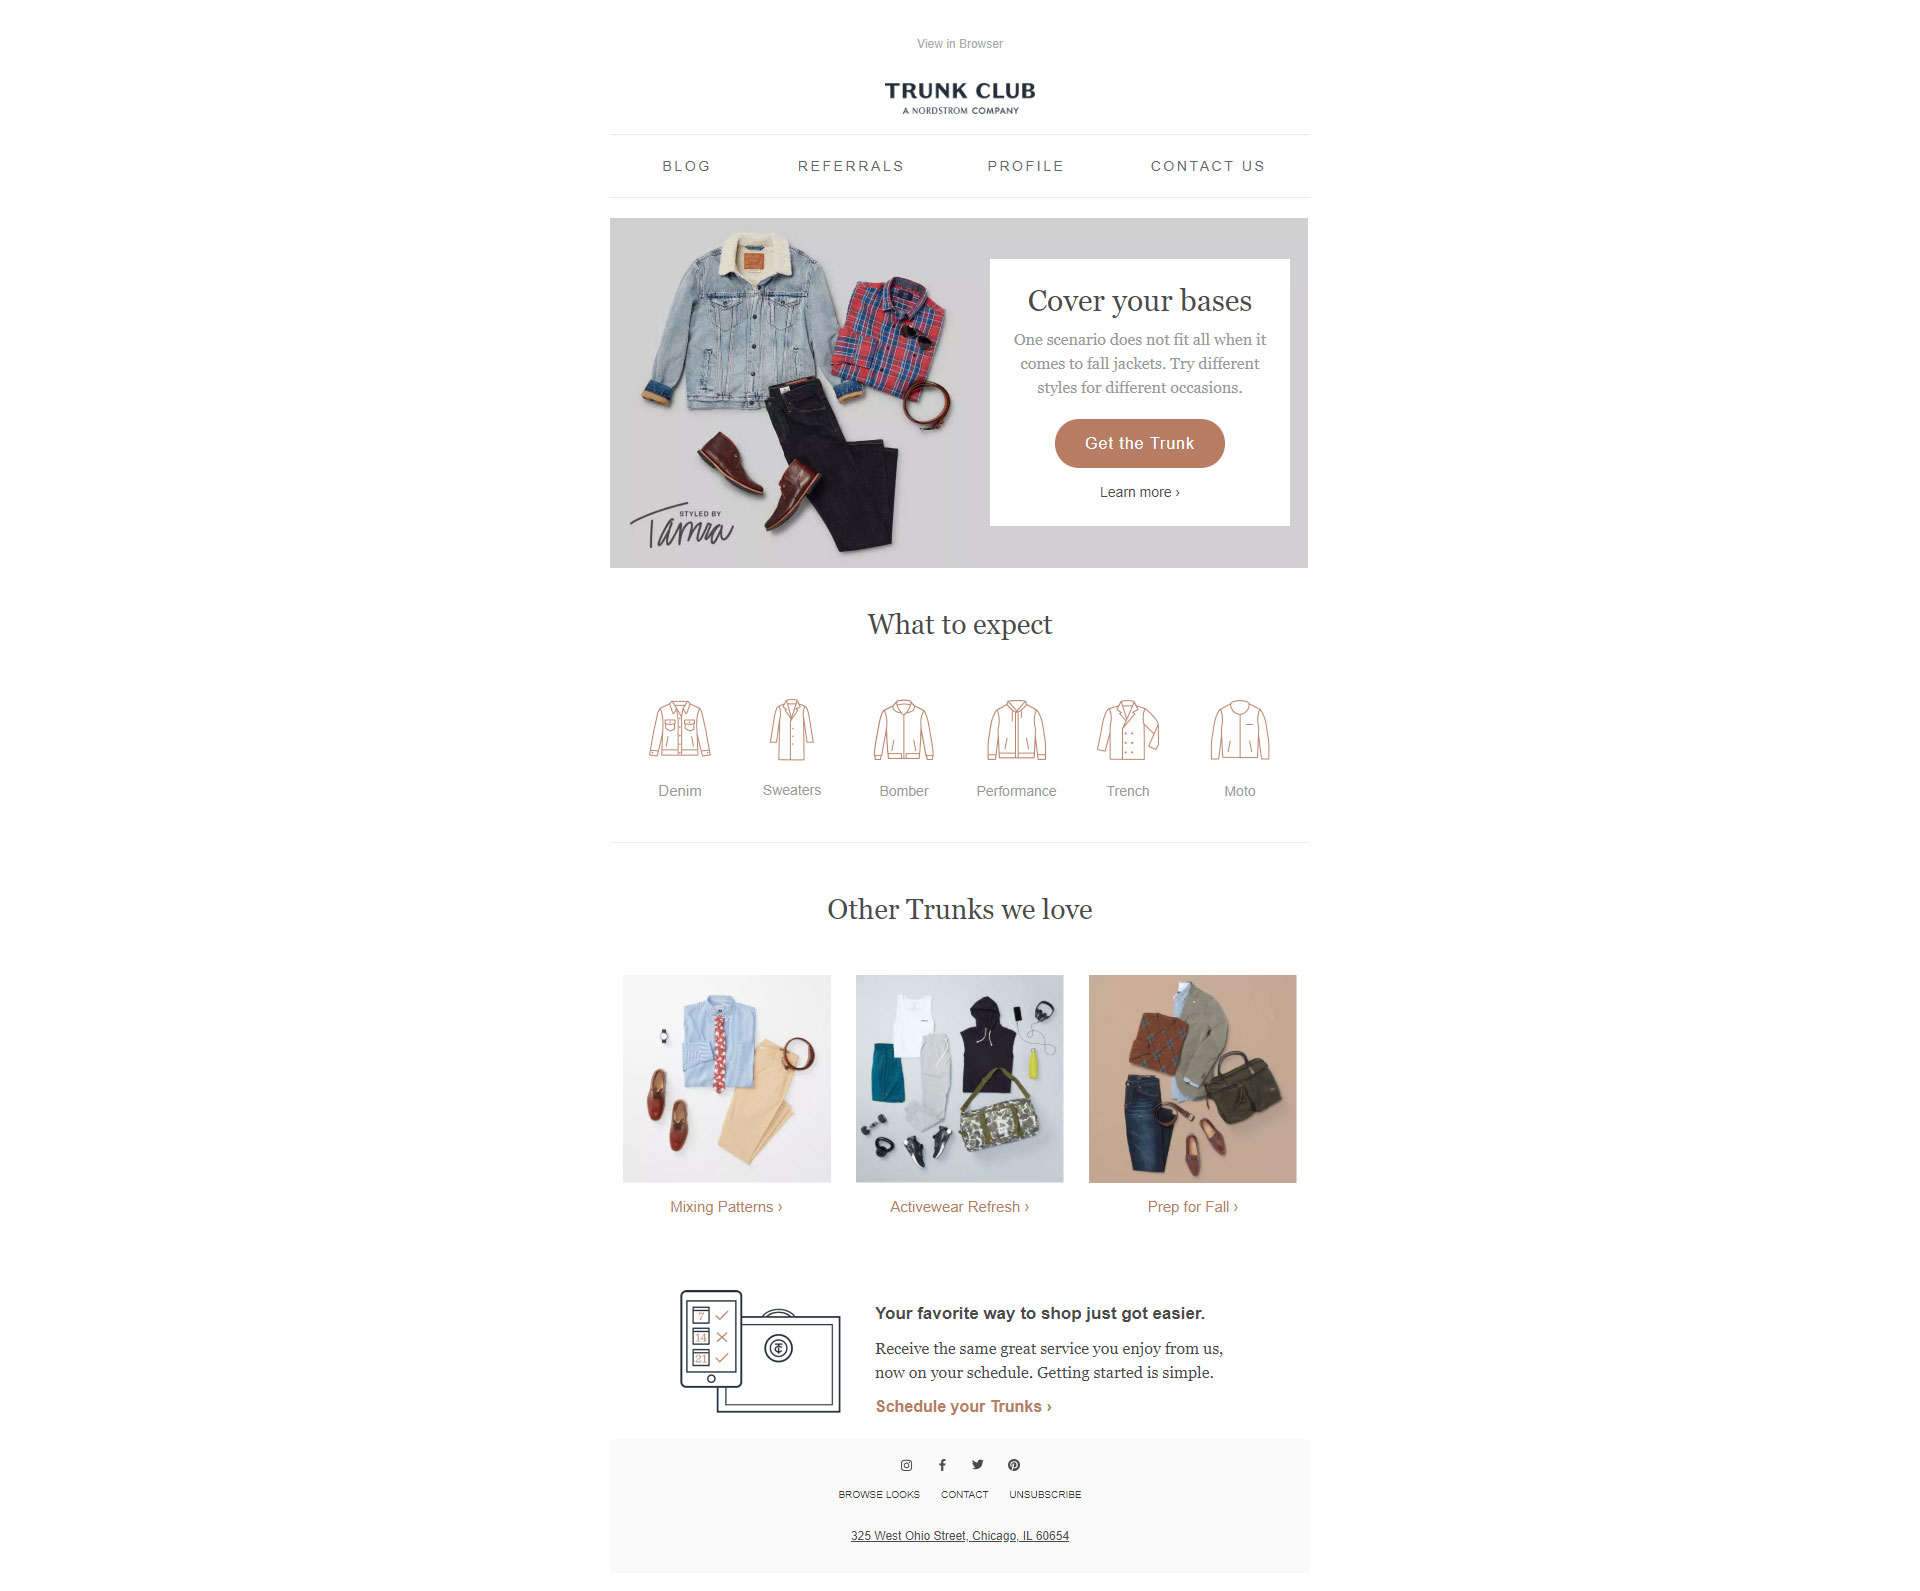 View in Browser
TRUNK CLUB
A NORDSTROM COMPANY
BLOG
REFERRALS
PROFILE
CONTACT US
Cover your bases
One scenario does not fit all when it
comes to fall jackets. Try different
styles for different occasions.
Get the Trunk
Learn more ›
STYLED BY
Tamra
What to expect
Denim
Sweaters
Bomber
Performance
Trench
Moto
Other Trunks we love
Mixing Patterns ›
Activewear Refresh ›
Prep for Fall ›
7
14
21
Your favorite way to shop just got easier.
Receive the same great service you enjoy from us,
now on your schedule. Getting started is simple.
Schedule your Trunks ›
BROWSE LOOKS
CONTACT
UNSUBSCRIBE
325 West Ohio Street, Chicago, IL 60654